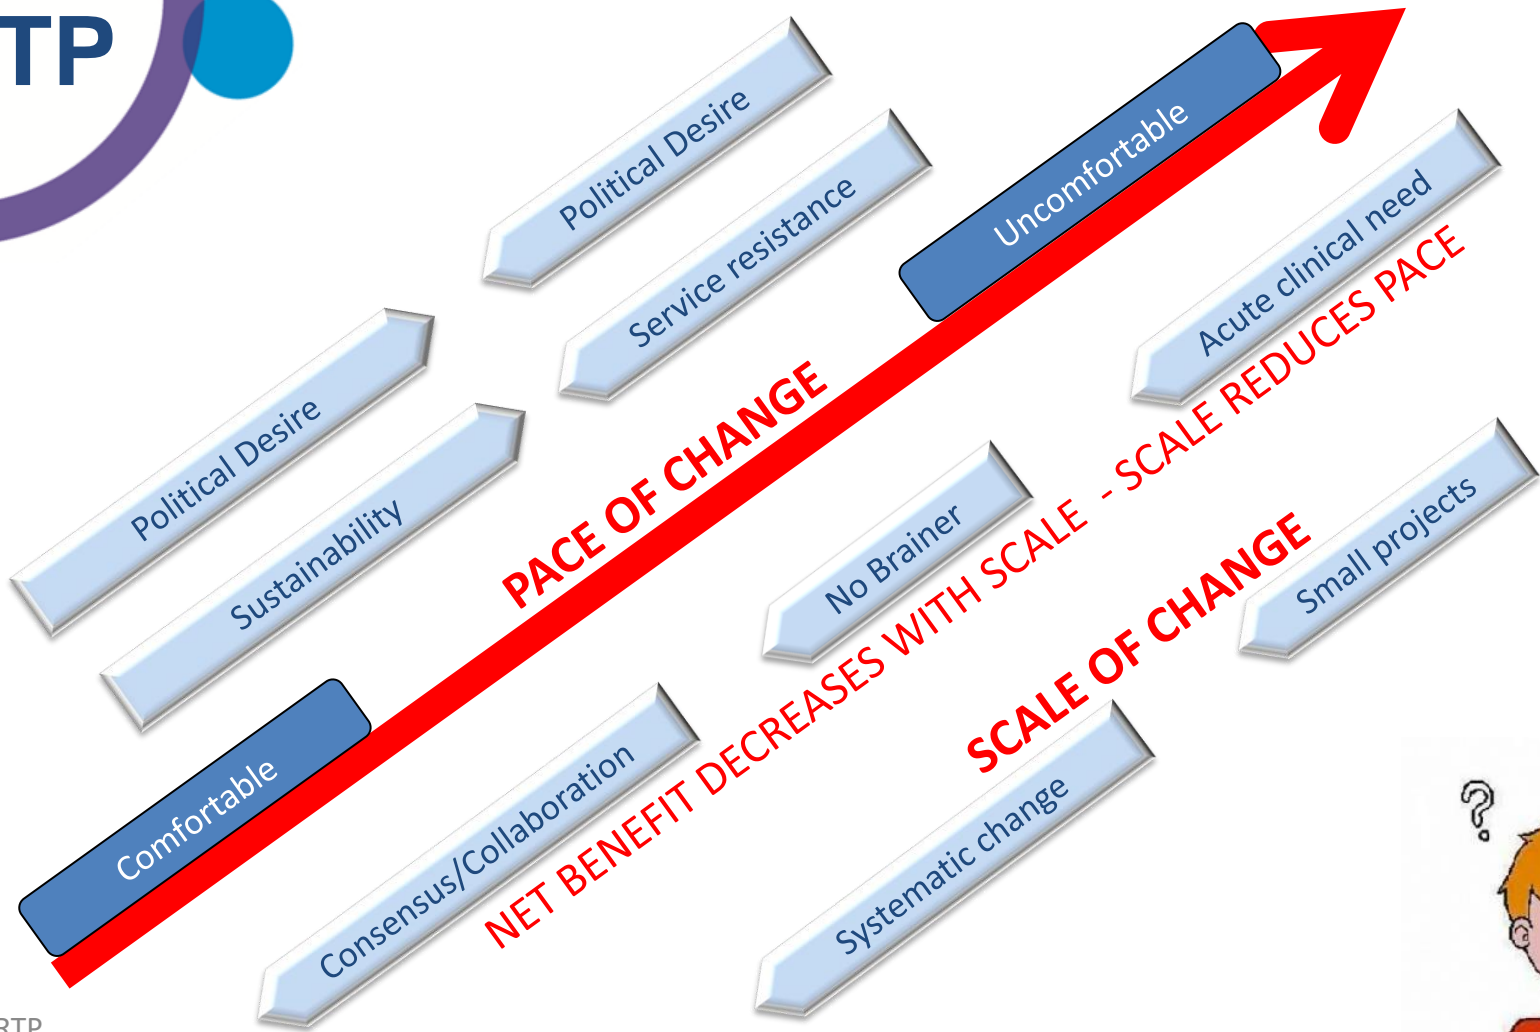 TP
Political Desire
Service resistance
Uncomfortable
Acute clinical need
Political Desire
Sustainability
PACE OF CHANGE
No Brainer
NET BENEFIT DECREASES WITH SCALE - SCALE REDUCES PACE
Small projects
SCALE OF CHANGE
Comfortable
Consensus/Collaboration
Systematic change
?
RTP